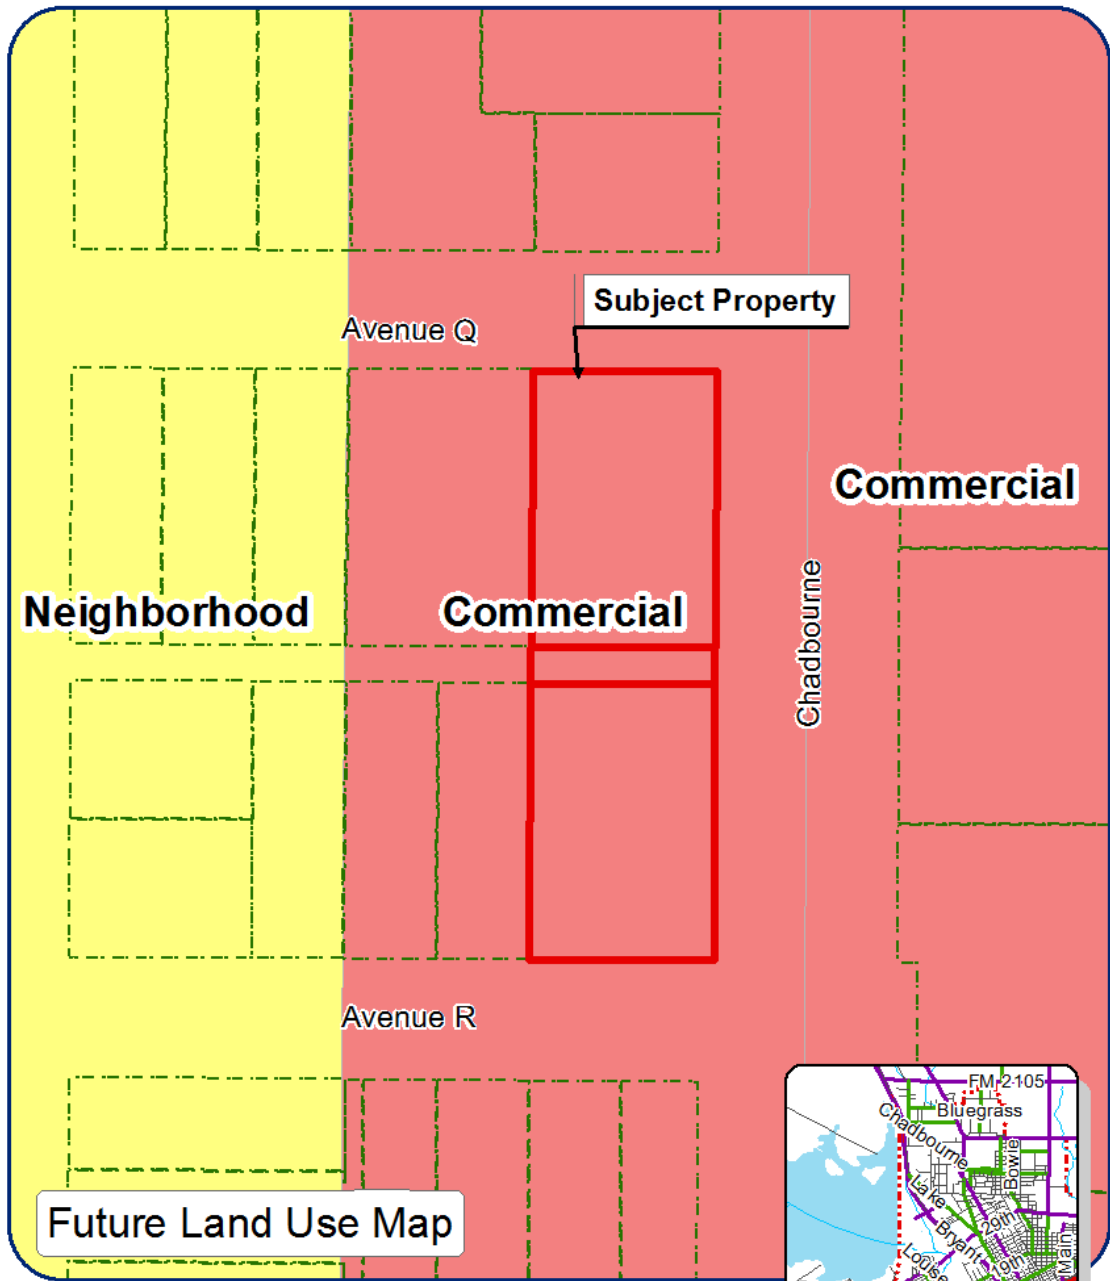 Subject Property
Avenue Q
Commercial
Neighborhood
Commercial
Chadbourne
Avenue R
Future Land Use Map
FM 2105
Bluegrass
Chadbourne
Bowie
Lake
29th
Bryant
Main
Louise
19th